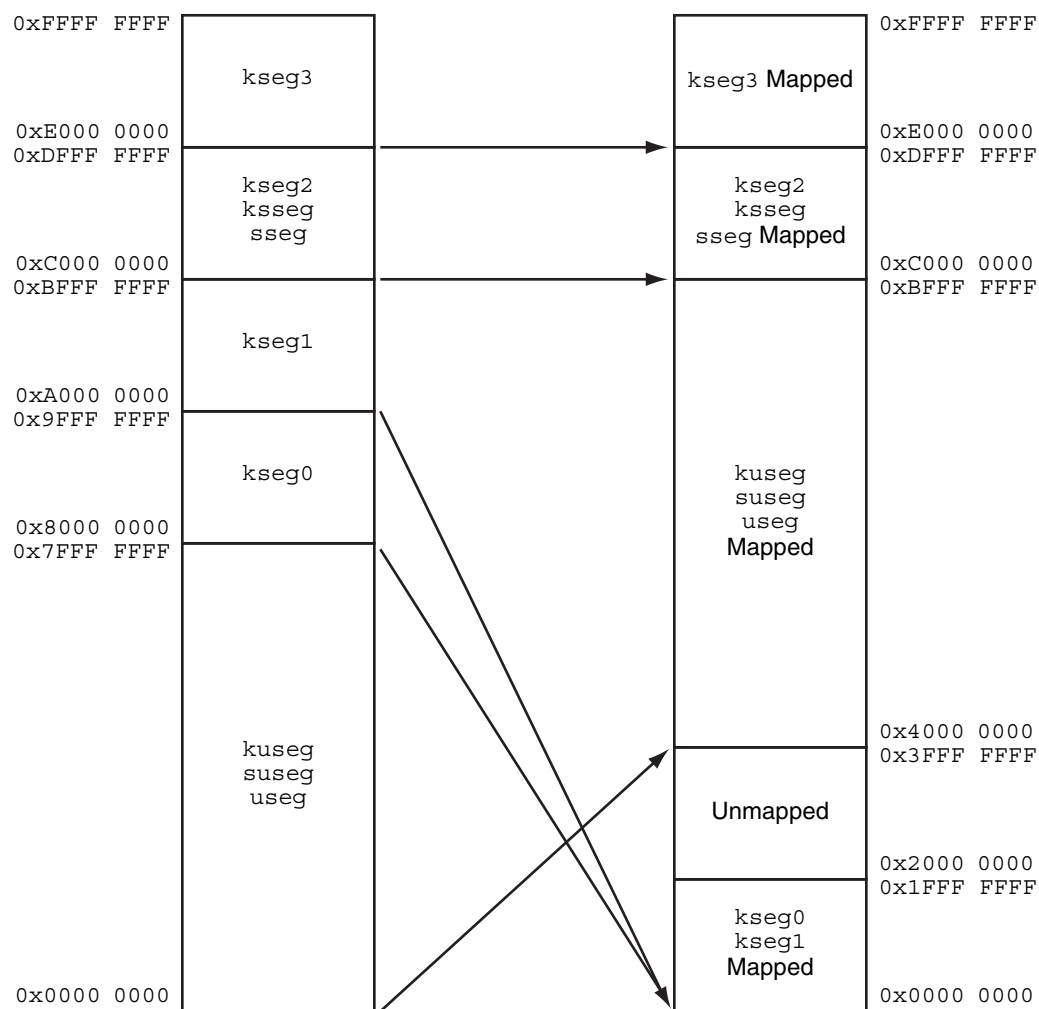 0xFFFF FFFF
kseg3
0xE000 0000
0xDFFF FFFF
kseg2
ksseg
sseg
0xC000 0000
0xBFFF FFFF
kseg1
0xA000 0000
0x9FFF FFFF
kseg0
0x8000 0000
0x7FFF FFFF
kuseg
suseg
useg
0x0000 0000
0xFFFF FFFF
kseg3 Mapped
0xE000 0000
0xDFFF FFFF
kseg2
ksseg
sseg Mapped
0xC000 0000
0xBFFF FFFF
kuseg
suseg
useg
Mapped
0x4000 0000
0x3FFF FFFF
Unmapped
0x2000 0000
0x1FFF FFFF
kseg0
kseg1
Mapped
0x0000 0000